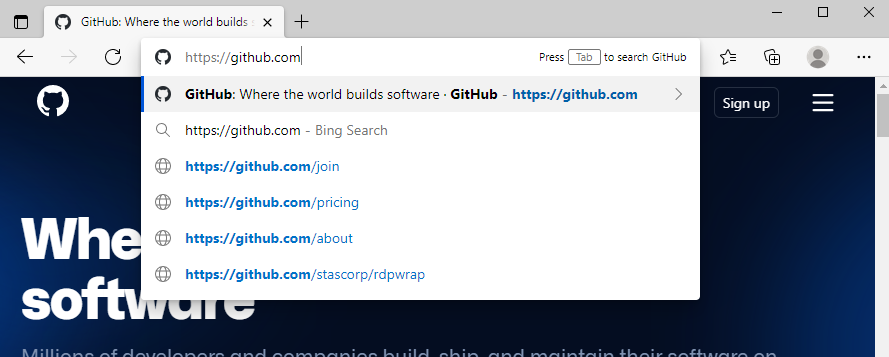 GitHub: Where the world builds s
https://github.com
Press Tab to search GitHub
GitHub: Where the world builds software · GitHub - https://github.com
https://github.com - Bing Search
https://github.com/join
https://github.com/pricing
https://github.com/about
https://github.com/stascorp/rdpwrap
Sign up
Whe
software
Millions of developers and companies build, ship, and maintain their software on